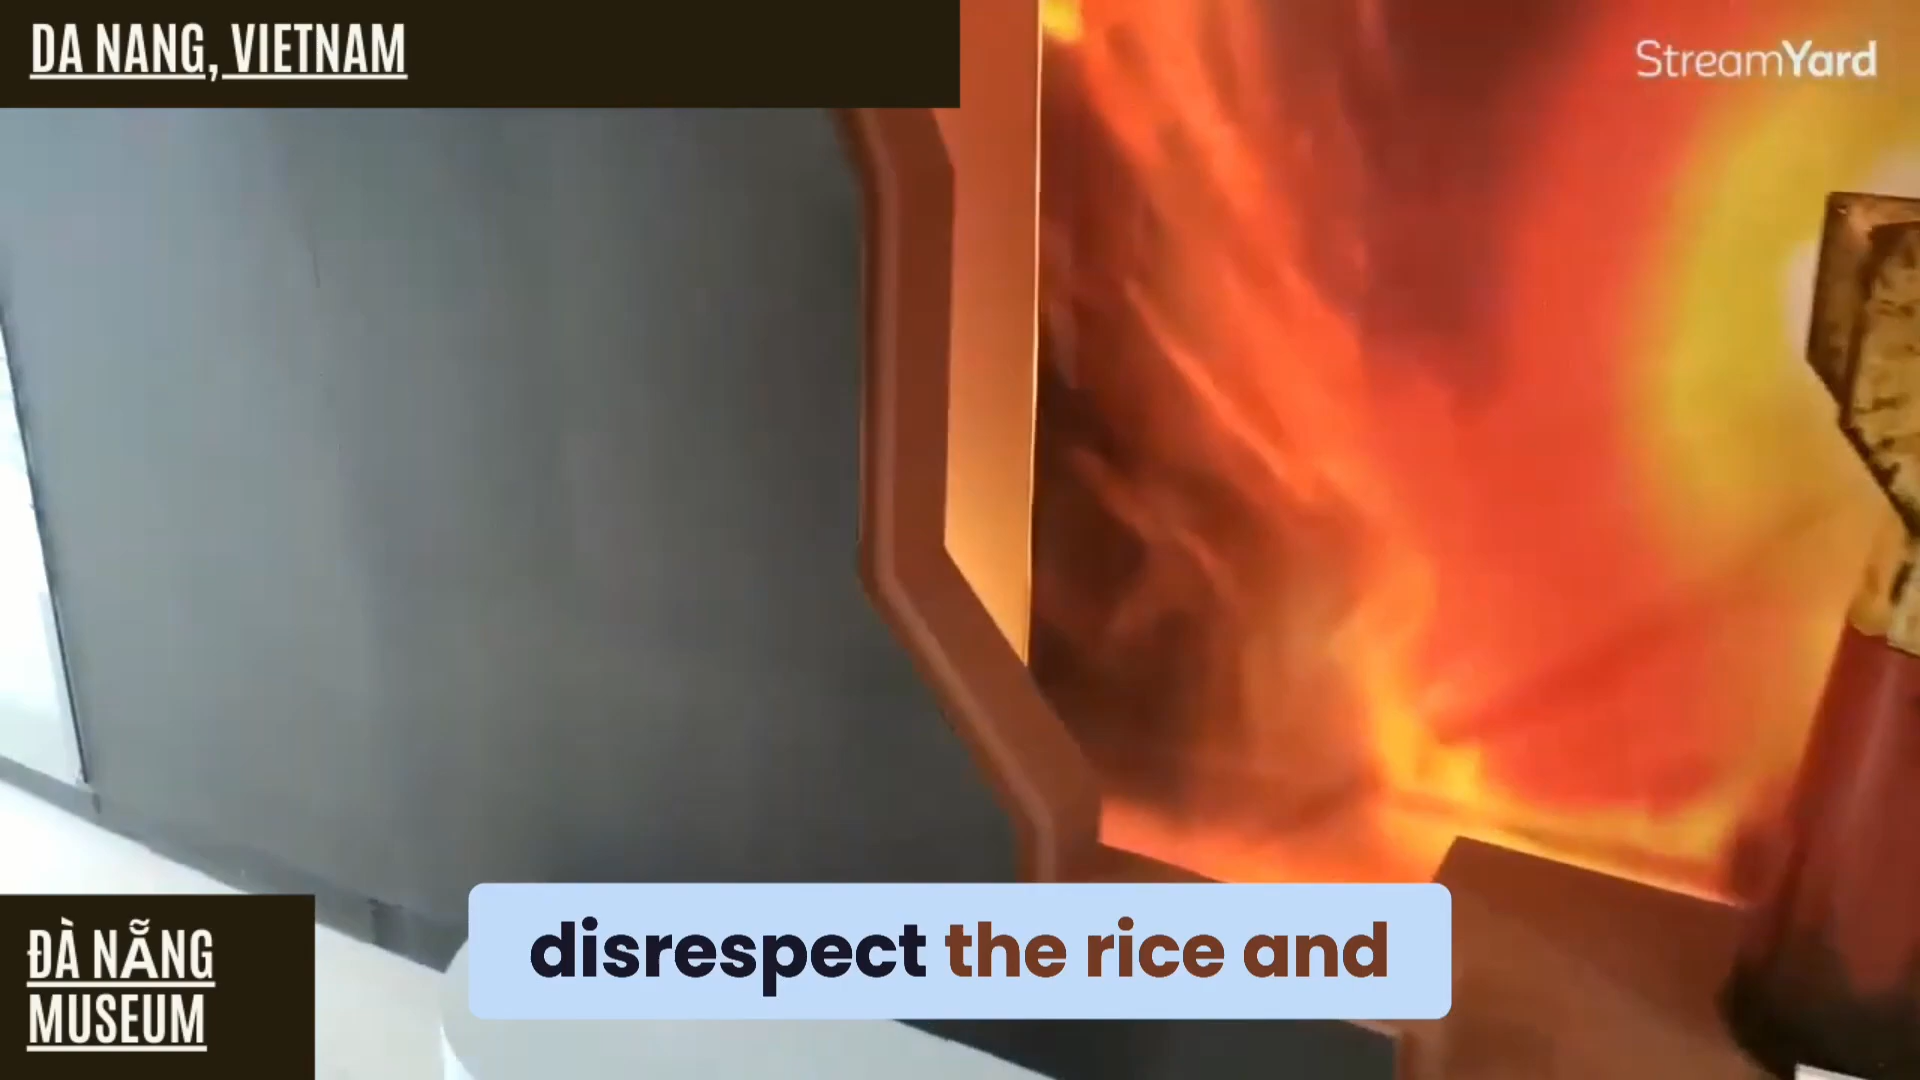 DA NANG, VIETNAM
StreamYard
disrespect the rice and
ĐÀ NẴNG
MUSEUM